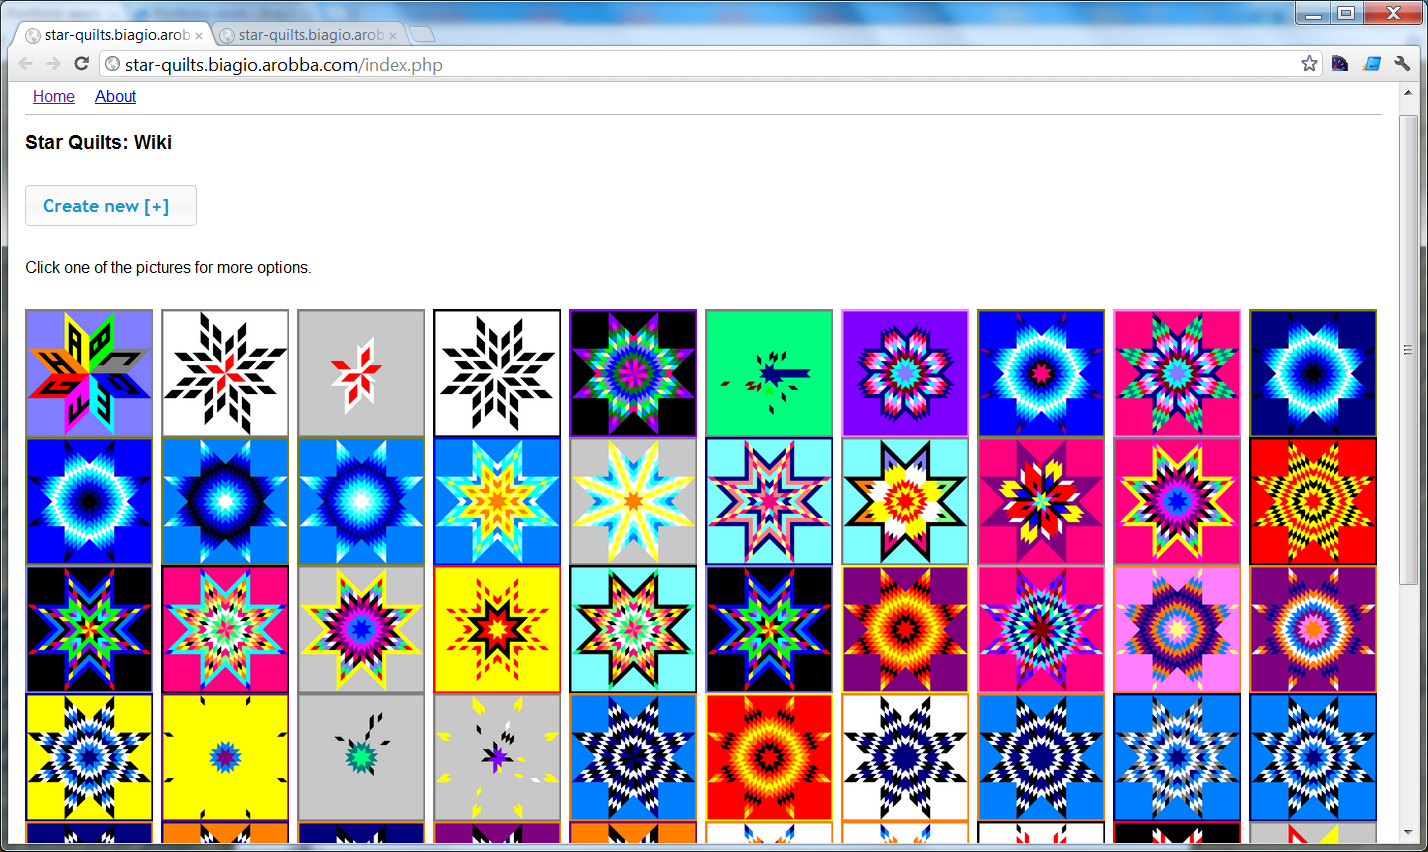 star-quilts.biagio.arob
star-quilts.biagio.arob
star-quilts.biagio.arobba.com/index.php
Home About
Star Quilts: Wiki
Create new [+]
Click one of the pictures for more options.